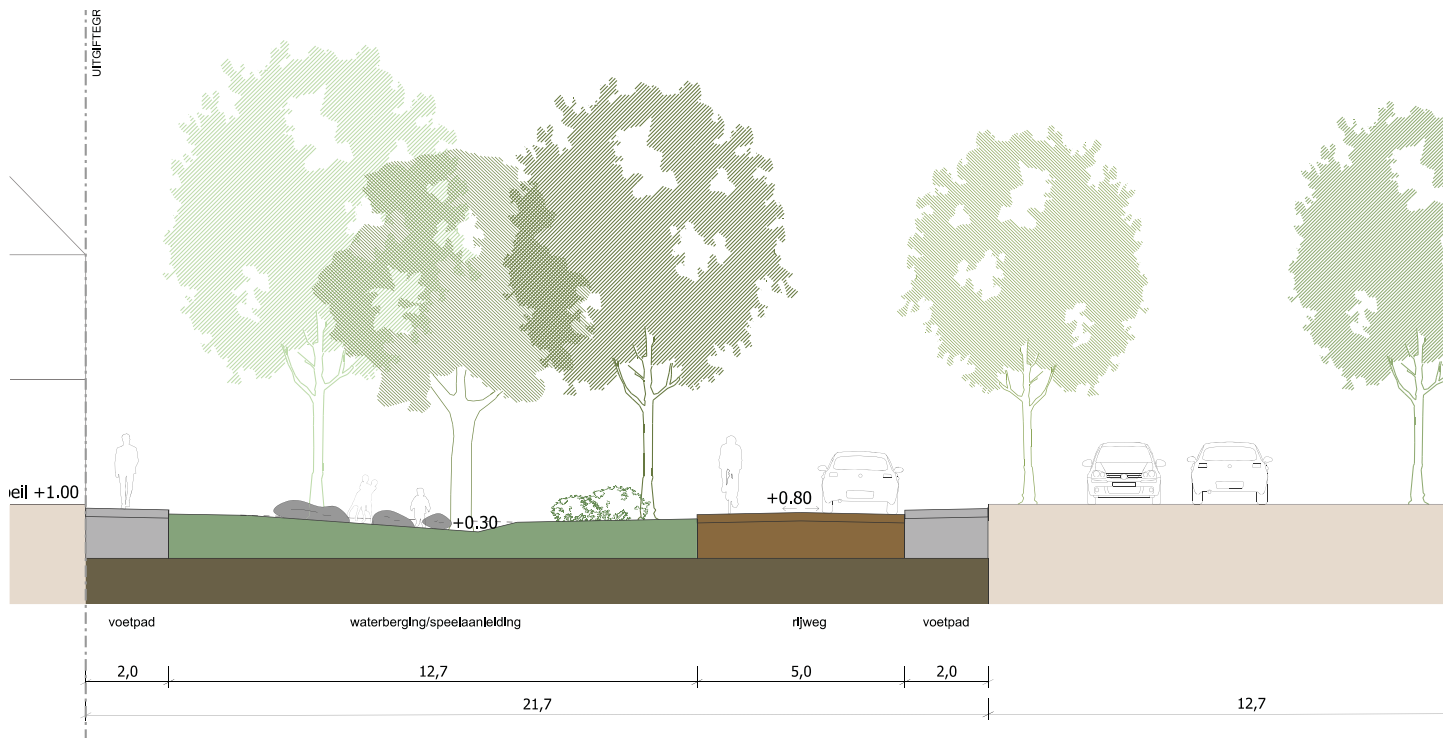 UITGIFTEGR
eil +1.00
+0.30
+0.80
voetpad
waterberging/speelaanleiding
rijweg
voetpad
2,0
12,7
5,0
2,0
21,7
12,7